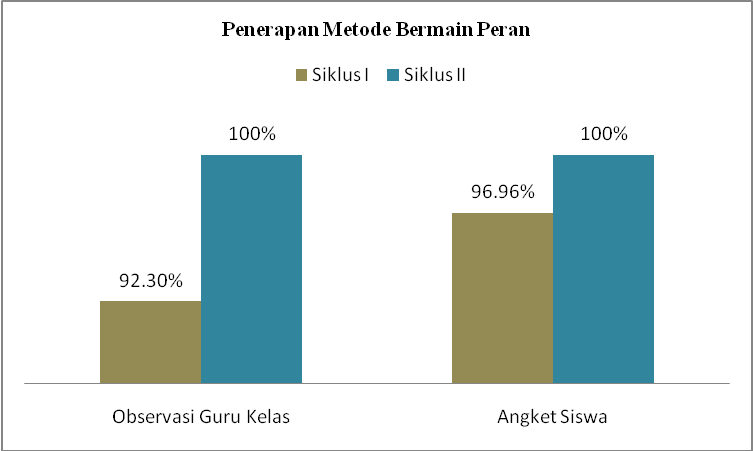 Penerapan Metode Bermain Peran
Siklus I Siklus II
100% 100%
96.96%
92.30%
Observasi Guru Kelas Angket Siswa